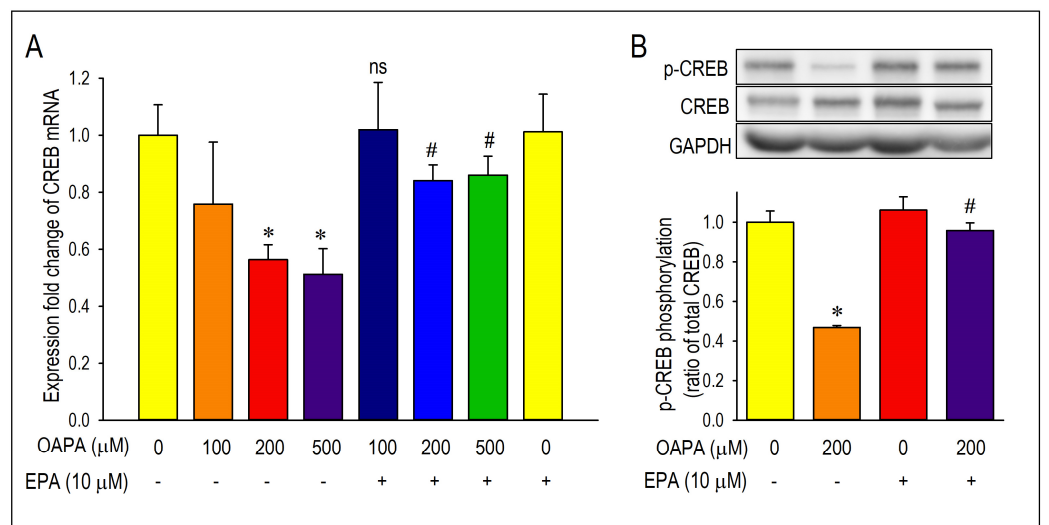 A
Expression fold change of CREB mRNA
1.2
1.0
0.8
0.6
0.4
0.2
0.0
* * ns # #
OAPA (μM) 0 100 200 500 100 200 500 0
EPA (10 μM) - - - - + + + +
B
p-CREB
CREB
GAPDH
p-CREB phosphorylation
(ratio of total CREB)
1.0
0.8
0.6
0.4
0.2
0.0
* #
OAPA (μM) 0 200 0 200
EPA (10 μM) - - + +